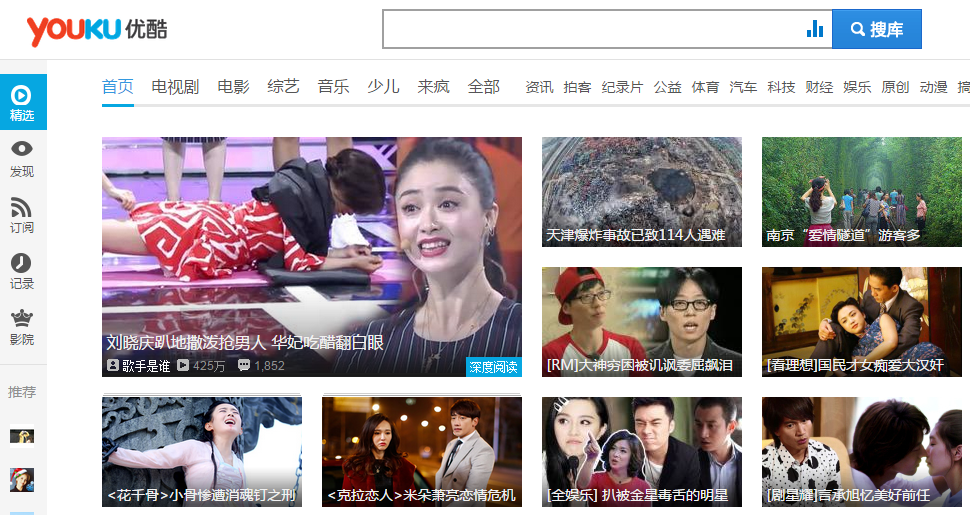 YOUKU 优酷
搜库
首页 电视剧 电影 综艺 音乐 少儿 来疯 全部 资讯 拍客 纪录片 公益 体育 汽车 科技 财经 娱乐 原创 动漫 搞
精选
发现
订阅
记录
影院
推荐
刘晓庆趴地撒泼抢男人 华妃吃醋翻白眼
歌手是谁 425万 1,852
深度阅读
天津爆炸事故已致114人遇难
南京“爱情隧道”游客多
[RM]大神穷困被讥讽委屈飙泪
[看理想]国民才女痴爱大汉奸
<花千骨>小骨惨遭消魂钉之刑
<克拉恋人>米朵萧亮恋情危机
[全娱乐] 扒被金星毒舌的明星
[剧星耀]言承旭忆美好前任